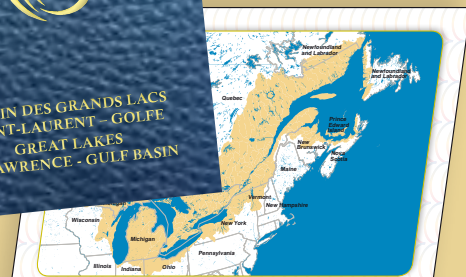 IN DES GRANDS LACS
NT-LAURENT – GOLFE
GREAT LAKES
AWRENCE - GULF BASIN
Newfoundland
and Labrador
Newfoundland
and Labrador
Quebec
Prince
Edward
Island
New
Brunswick
Nova
Scotia
Maine
Vermont
New Hampshire
Wisconsin
New York
Michigan
Pennsylvania
Illinois
Indiana
Ohio